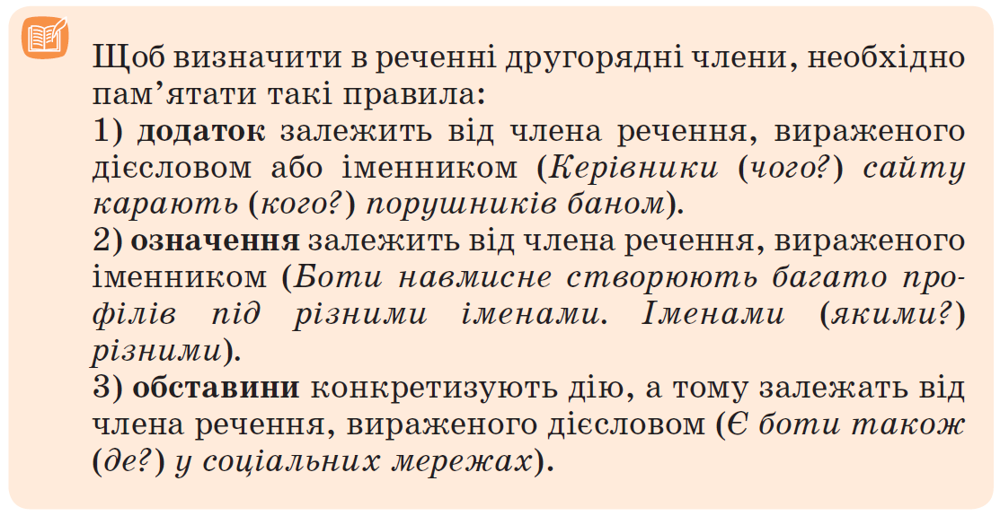 Щоб визначити в реченні другорядні члени, необхідно
пам’ятати такі правила:
1) додаток залежить від члена речення, вираженого
дієсловом або іменником (Керівники (чого?) сайту
карають (кого?) порушників баном).
2) означення залежить від члена речення, вираженого
іменником (Боти навмисне створюють багато про-
філів під різними іменами. Іменами (якими?)
різними).
3) обставини конкретизують дію, а тому залежать від
члена речення, вираженого дієсловом (Є боти також
(де?) у соціальних мережах).